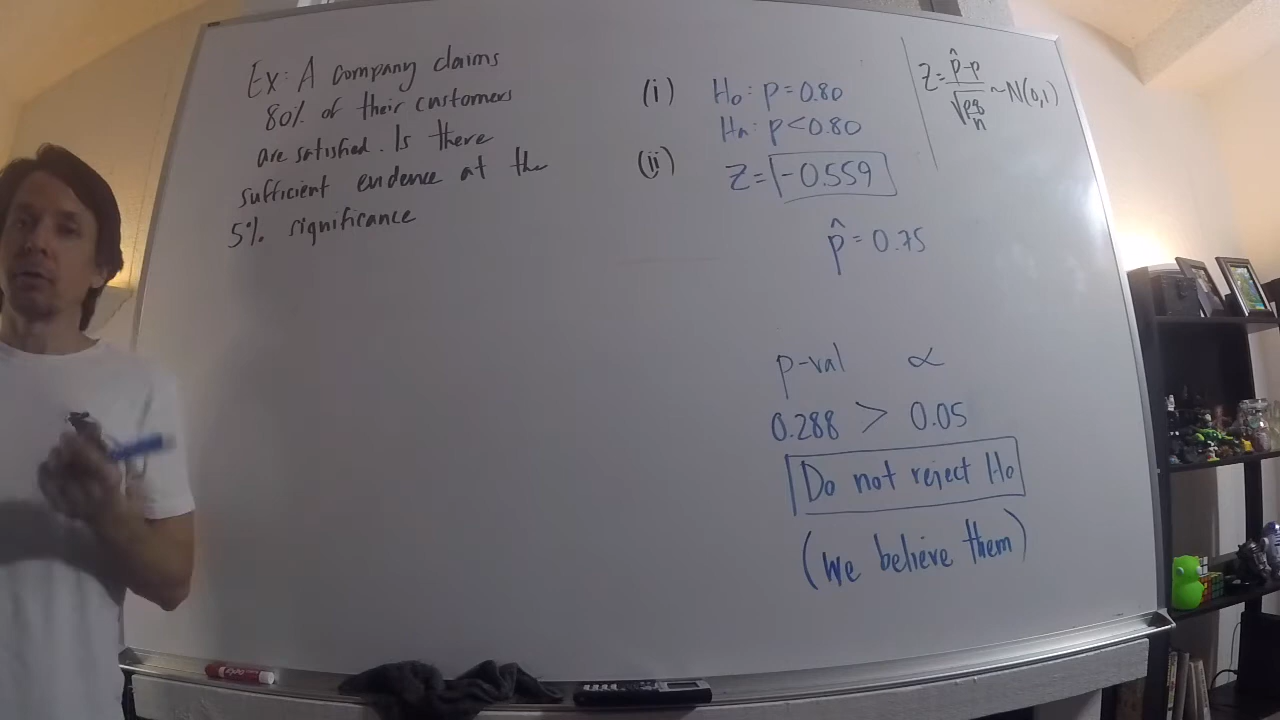 Ex: A company claims
80% of their customers
are satisfied. Is there
sufficient evidence at the
5% significance
(i) H₀: p = 0.80
Ha: p < 0.80
(ii) Z = -0.559
p̂ = 0.75
p-val α
0.288 > 0.05
Do not reject H₀
(We believe them)
Z = p̂-p / √(pq/n) ~ N(0,1)
EXPO